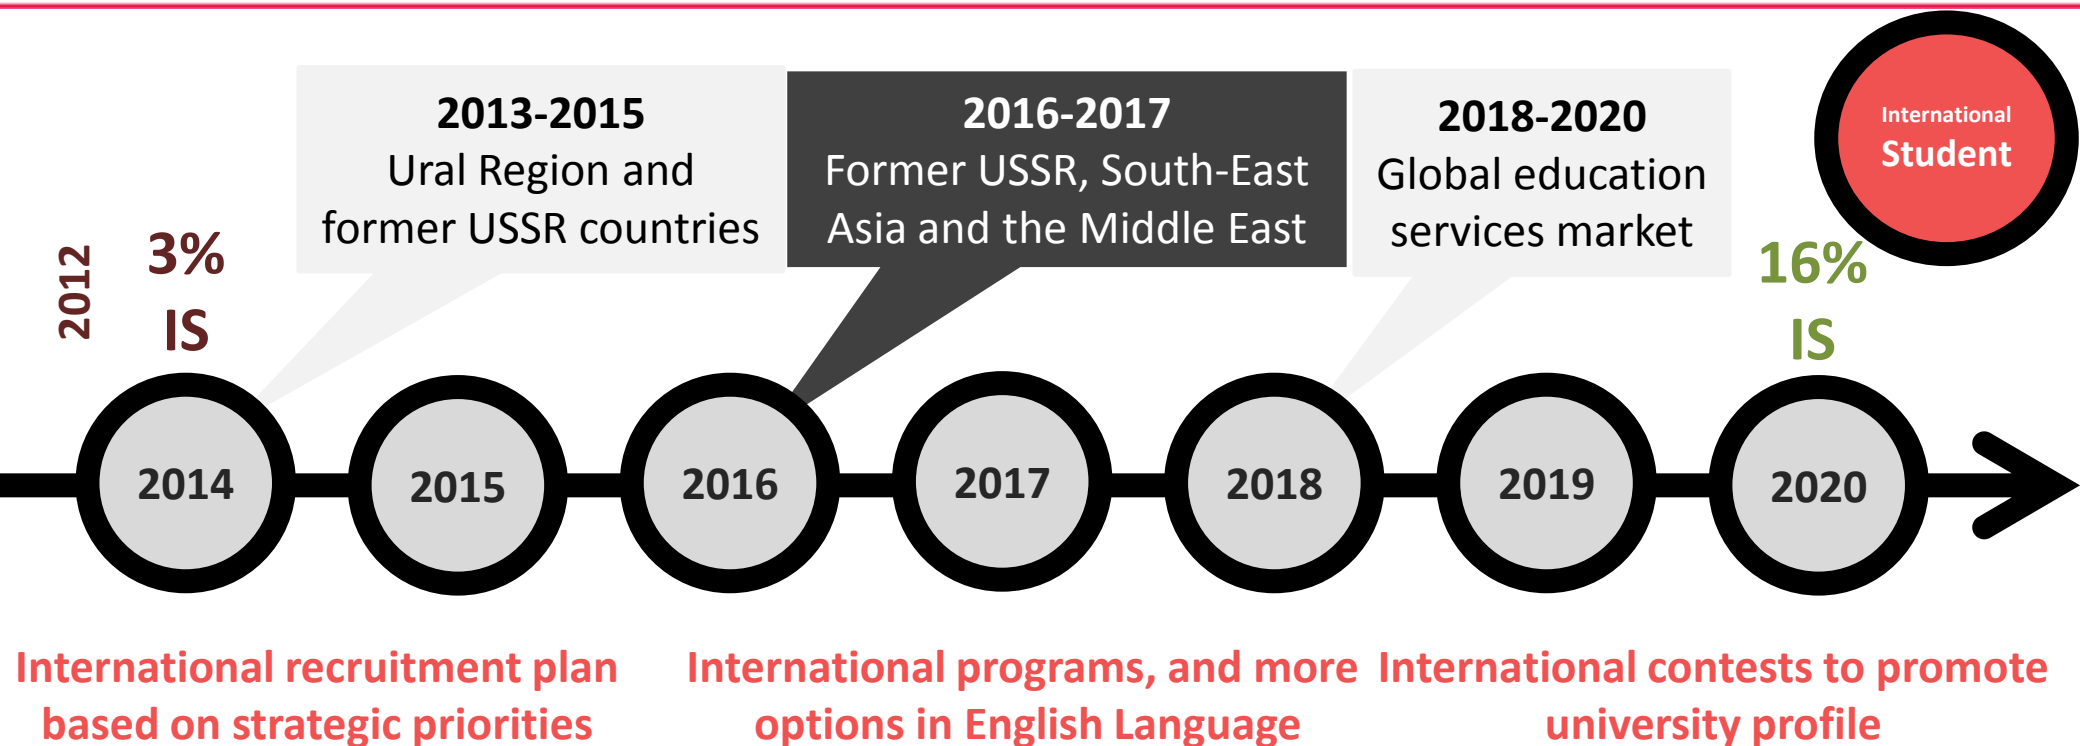 2013-2015
Ural Region and
former USSR countries
2016-2017
Former USSR, South-East
Asia and the Middle East
2018-2020
Global education
services market
International
Student
2012
3%
IS
16%
IS
2014
2015
2016
2017
2018
2019
2020
International recruitment plan
based on strategic priorities
International programs, and more
options in English Language
International contests to promote
university profile